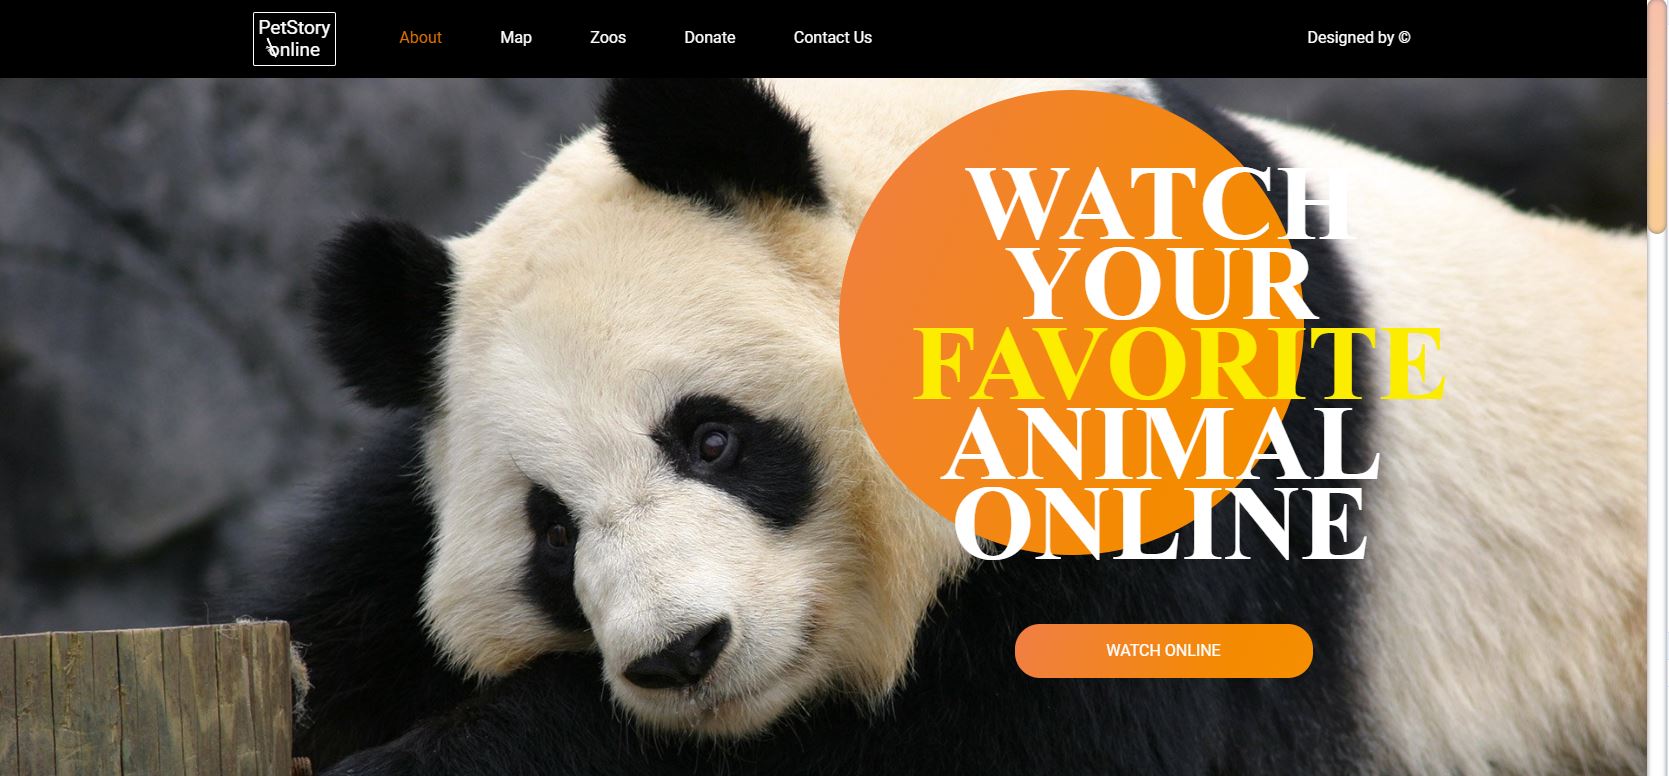 PetStory
online
About Map Zoos Donate Contact Us Designed by ©
WATCH
YOUR
FAVORITE
ANIMAL
ONLINE
WATCH ONLINE